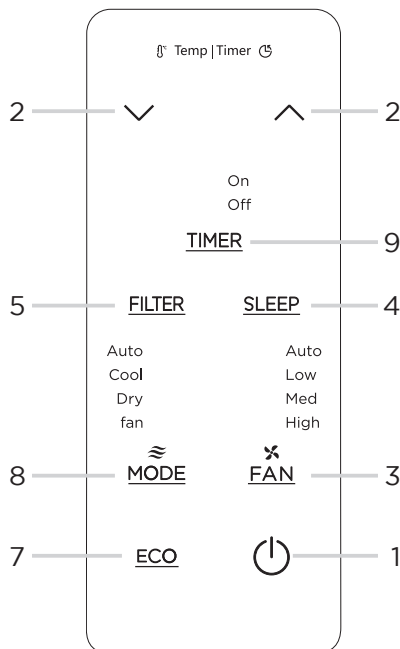 °C Temp | Timer
2 2
On
Off
TIMER 9
5 FILTER SLEEP 4
Auto Auto
Cool Low
Dry Med
fan High
8 MODE FAN 3
7 ECO 1